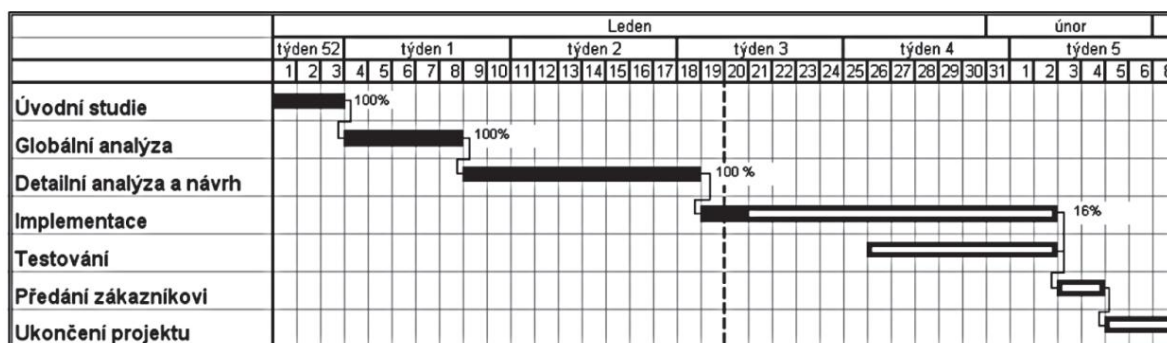 Leden únor
týden 52 týden 1 týden 2 týden 3 týden 4 týden 5
1 2 3 4 5 6 7 8 9 10 11 12 13 14 15 16 17 18 19 20 21 22 23 24 25 26 27 28 29 30 31 1 2 3 4 5 6
Úvodní studie 100%
Globální analýza 100%
Detailní analýza a návrh 100 %
Implementace 16%
Testování
Předání zákazníkovi
Ukončení projektu